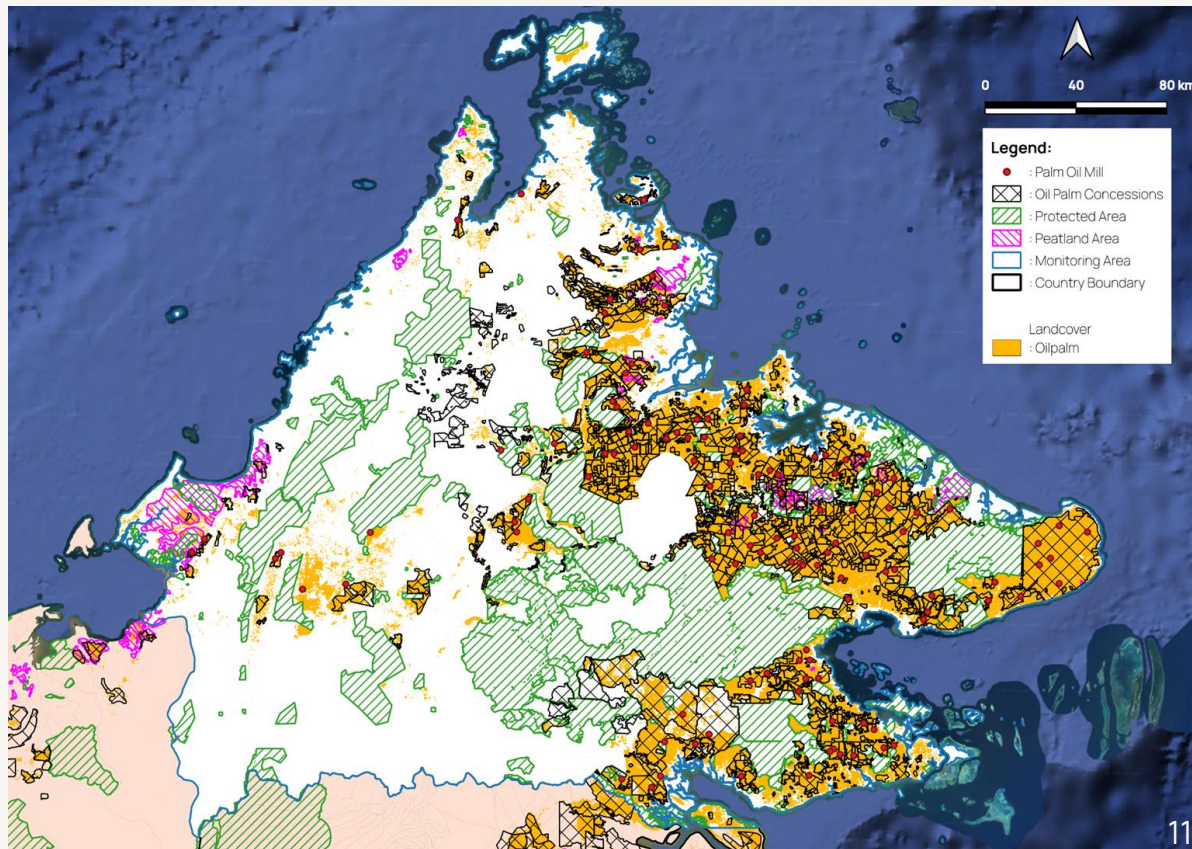 0 40 80 km
Legend:
: Palm Oil Mill
: Oil Palm Concessions
: Protected Area
: Peatland Area
: Monitoring Area
: Country Boundary
Landcover
: Oilpalm
11